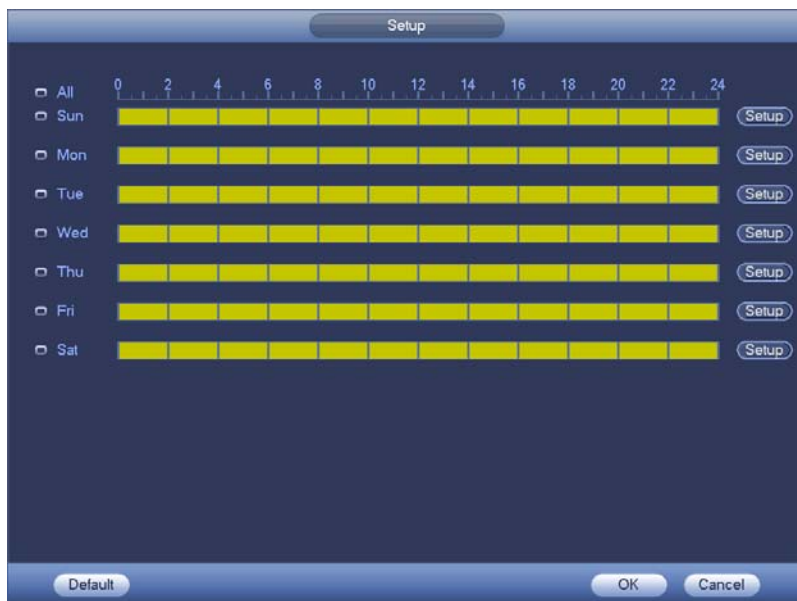 Setup
All 0 2 4 6 8 10 12 14 16 18 20 22 24
Sun Setup
Mon Setup
Tue Setup
Wed Setup
Thu Setup
Fri Setup
Sat Setup
Default OK Cancel